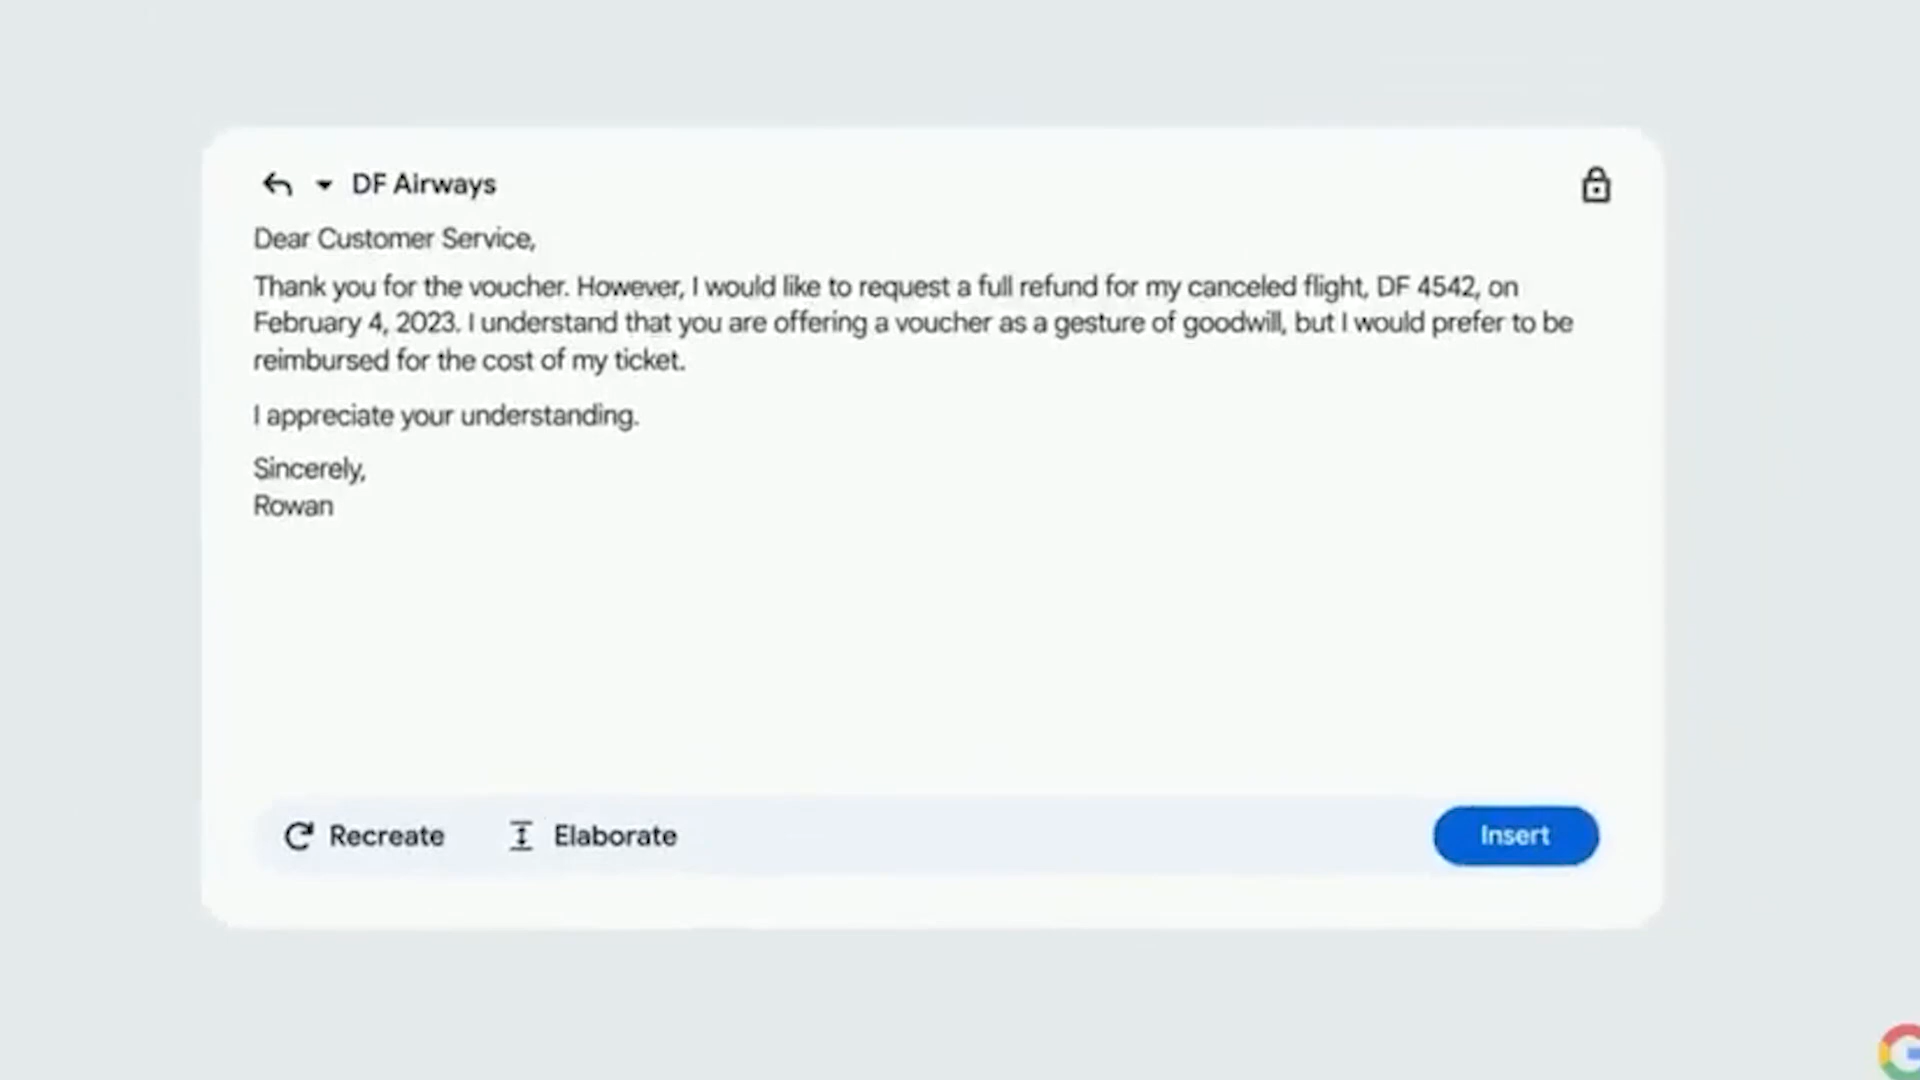 DF Airways
Dear Customer Service,
Thank you for the voucher. However, I would like to request a full refund for my canceled flight, DF 4542, on
February 4, 2023. I understand that you are offering a voucher as a gesture of goodwill, but I would prefer to be
reimbursed for the cost of my ticket.
I appreciate your understanding.
Sincerely,
Rowan
Recreate
Elaborate
Insert